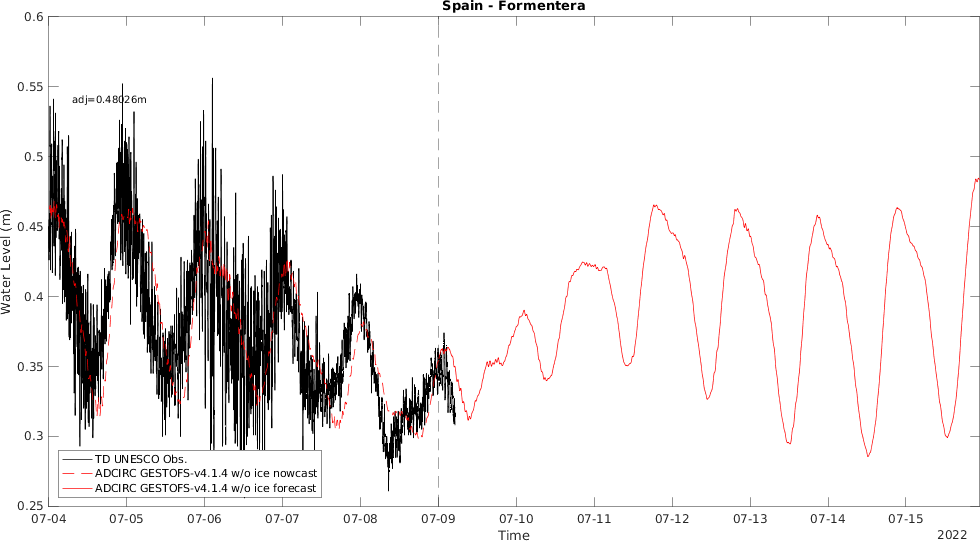 Spain - Formentera
0.6
0.55
adj=0.48026m
0.5
0.45
0.4
0.35
0.3
0.25
Water Level (m)
TD UNESCO Obs.
ADCIRC GESTOFS-v4.1.4 w/o ice nowcast
ADCIRC GESTOFS-v4.1.4 w/o ice forecast
07-04 07-05 07-06 07-07 07-08 07-09 07-10 07-11 07-12 07-13 07-14 07-15
Time
2022